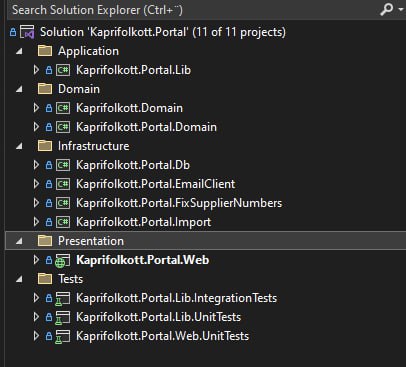 Search Solution Explorer (Ctrl+¨)
Solution 'Kaprifolkott.Portal' (11 of 11 projects)
Application
C# Kaprifolkott.Portal.Lib
Domain
C# Kaprifolkott.Domain
C# Kaprifolkott.Portal.Domain
Infrastructure
C# Kaprifolkott.Portal.Db
C# Kaprifolkott.Portal.EmailClient
C# Kaprifolkott.Portal.FixSupplierNumbers
C# Kaprifolkott.Portal.Import
Presentation
Kaprifolkott.Portal.Web
Tests
Kaprifolkott.Portal.Lib.IntegrationTests
Kaprifolkott.Portal.Lib.UnitTests
Kaprifolkott.Portal.Web.UnitTests